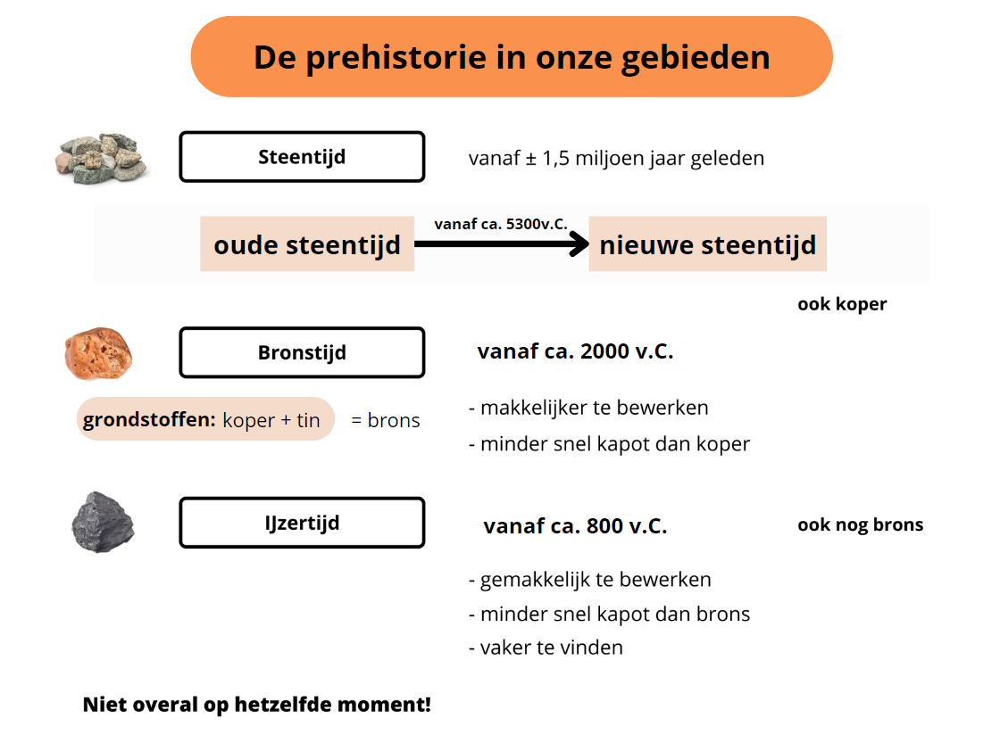 De prehistorie in onze gebieden
Steentijd
vanaf ± 1,5 miljoen jaar geleden
oude steentijd
vanaf ca. 5300v.C.
nieuwe steentijd
ook koper
Bronstijd
vanaf ca. 2000 v.C.
grondstoffen: koper + tin = brons
- makkelijker te bewerken
- minder snel kapot dan koper
IJzertijd
vanaf ca. 800 v.C.
ook nog brons
- gemakkelijk te bewerken
- minder snel kapot dan brons
- vaker te vinden
Niet overal op hetzelfde moment!